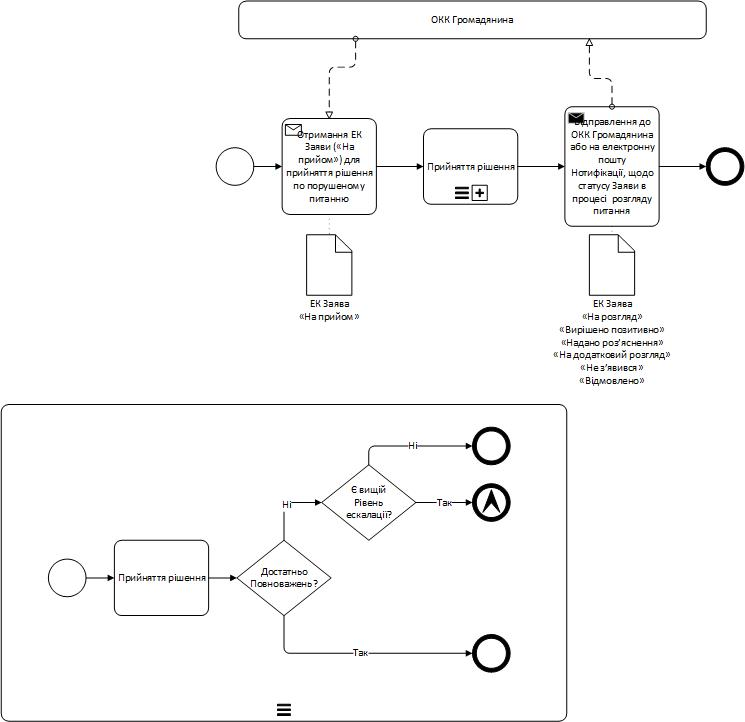 ОКК Громадянина
Отримання ЕК
Заяви («На
прийом») для
прийняття рішення
по порушеному
питанню
Прийняття рішення
Відправлення до
ОКК Громадянина
або на електронну
пошту
Нотифікації, щодо
статусу Заяви в
процесі розгляду
питання
ЕК Заява
«На прийом»
ЕК Заява
«На розгляд»
«Вирішено позитивно»
«Надано роз'яснення»
«На додатковий розгляд»
«Не з'явився»
«Відмовлено»
Ні
Є вищій
Рівень
ескалації?
Так
Ні
Прийняття рішення
Достатньо
Повноважень?
Так